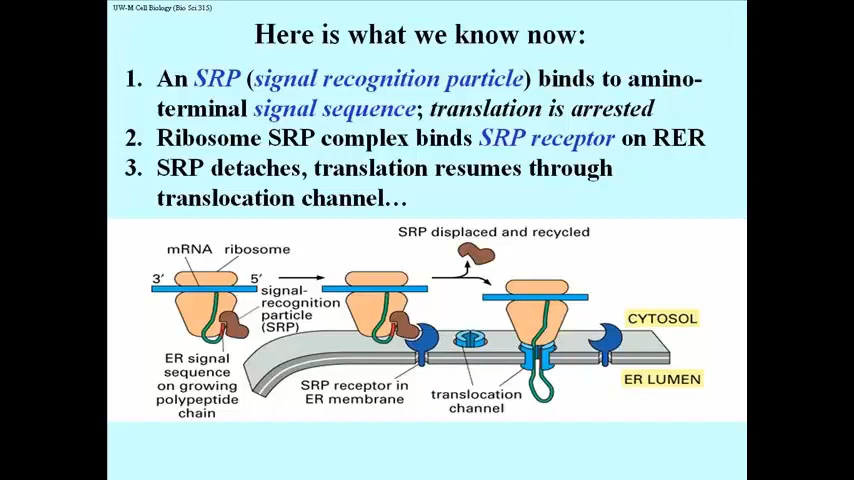 UW-M Cell Biology (Bio Sci 315)
Here is what we know now:
1. An SRP (signal recognition particle) binds to amino-
terminal signal sequence; translation is arrested
2. Ribosome SRP complex binds SRP receptor on RER
3. SRP detaches, translation resumes through
translocation channel…
SRP displaced and recycled
mRNA ribosome
3' 5'
signal-
recognition
particle
(SRP)
CYTOSOL
ER signal
sequence
on growing
polypeptide
chain
SRP receptor in
ER membrane
translocation
channel
ER LUMEN